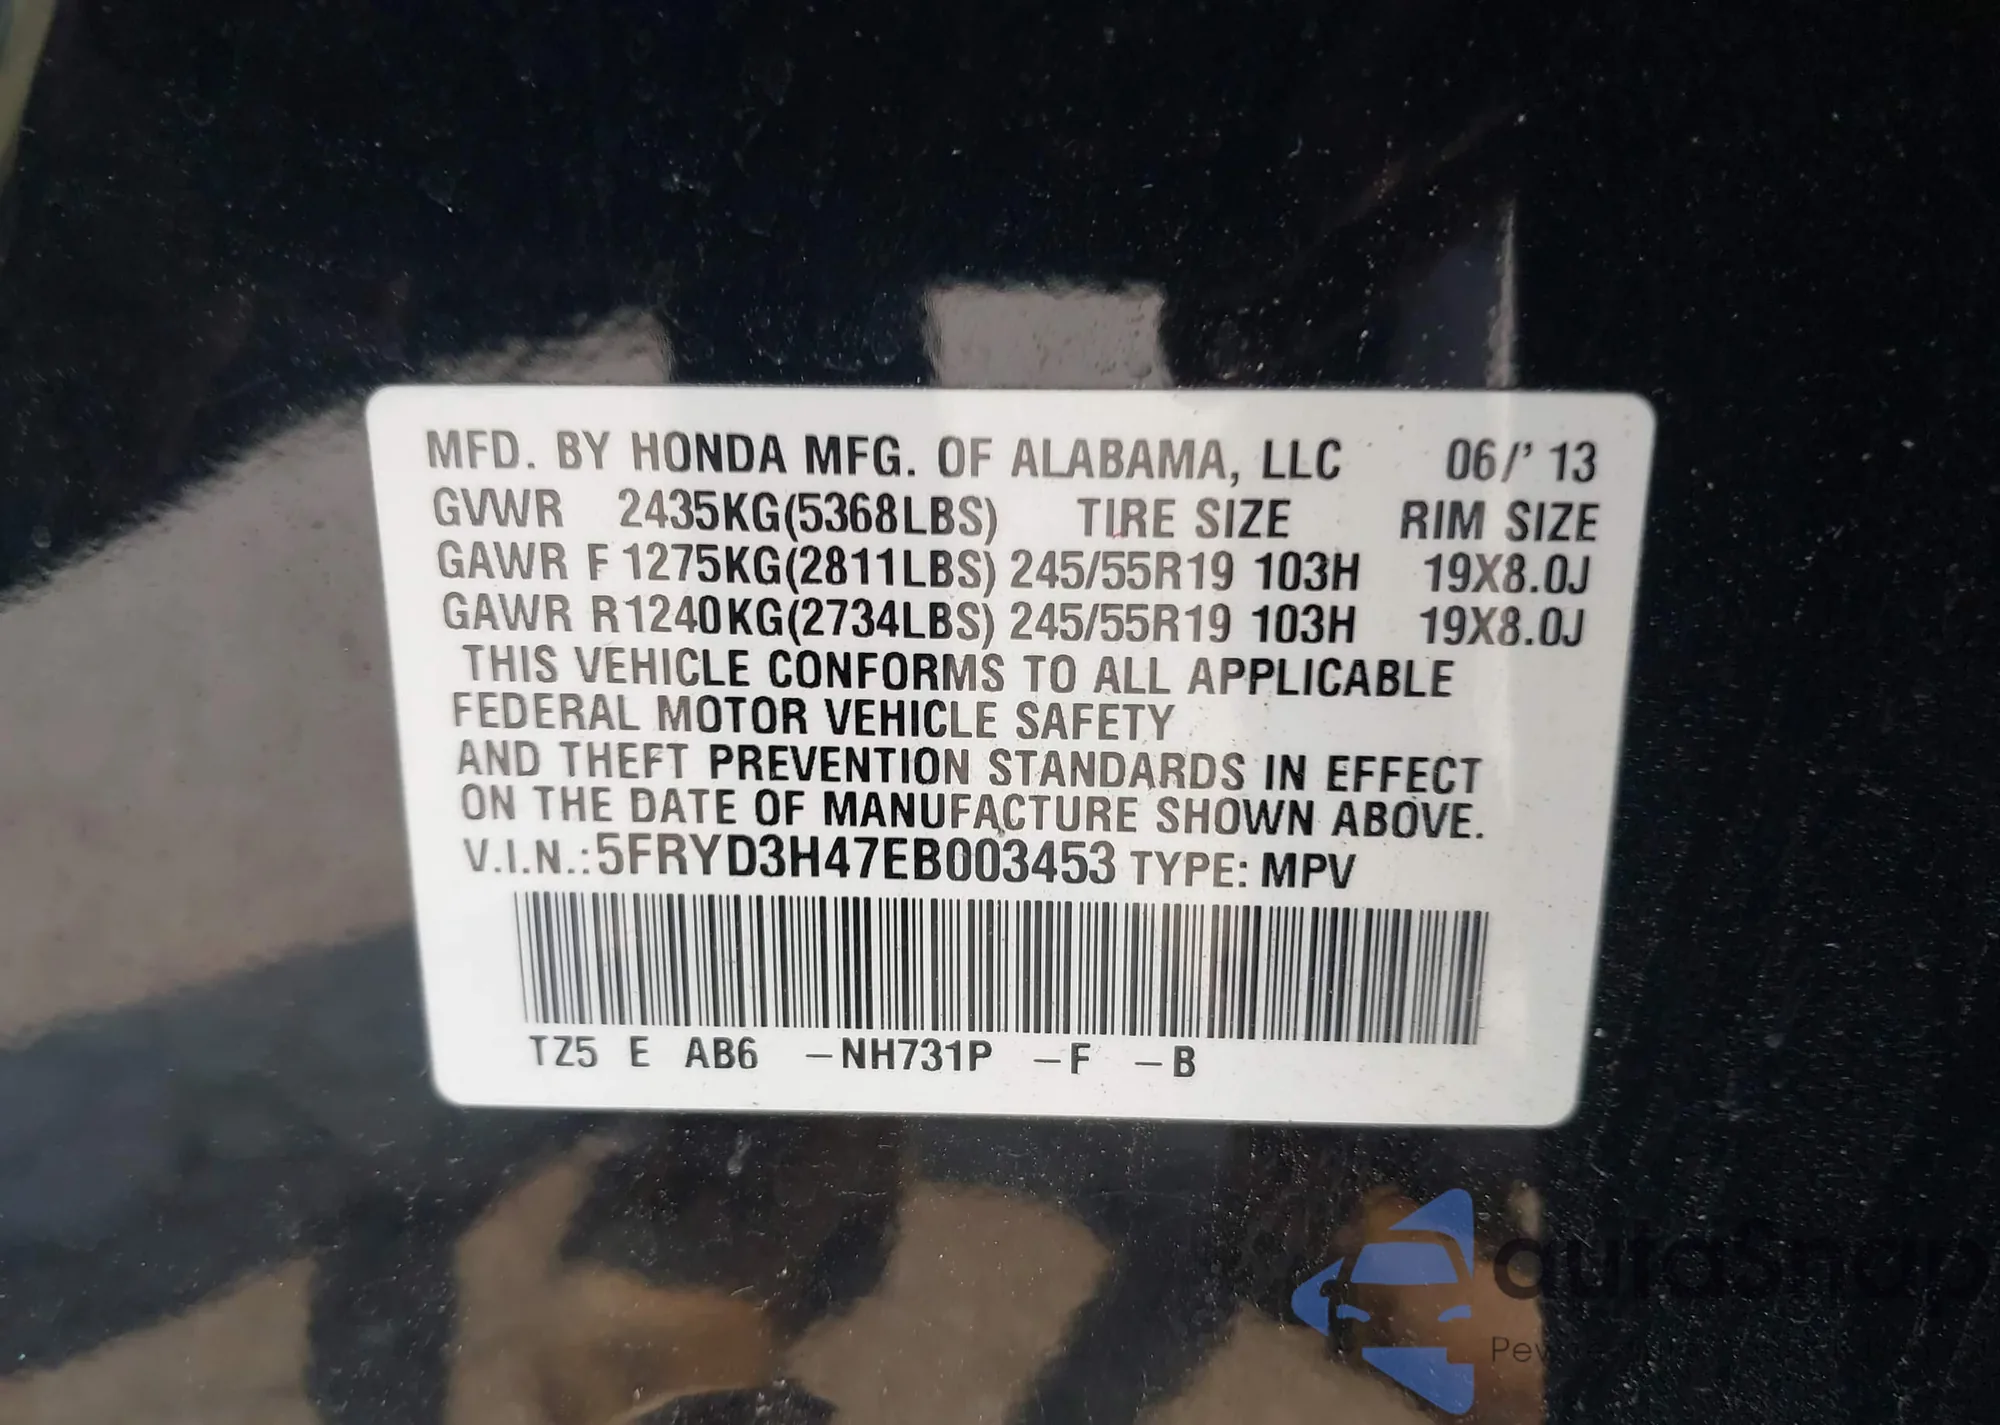 MFD. BY HONDA MFG. OF ALABAMA, LLC 06/' 13
GVWR 2435KG(5368LBS) TIRE SIZE RIM SIZE
GAWR F 1275KG(2811LBS) 245/55R19 103H 19X8.0J
GAWR R1240KG(2734LBS) 245/55R19 103H 19X8.0J
THIS VEHICLE CONFORMS TO ALL APPLICABLE
FEDERAL MOTOR VEHICLE SAFETY
AND THEFT PREVENTION STANDARDS IN EFFECT
ON THE DATE OF MANUFACTURE SHOWN ABOVE.
V.I.N.:5FRYD3H47EB003453 TYPE: MPV
TZ5 E AB6 -NH731P -F -B
autoSnap